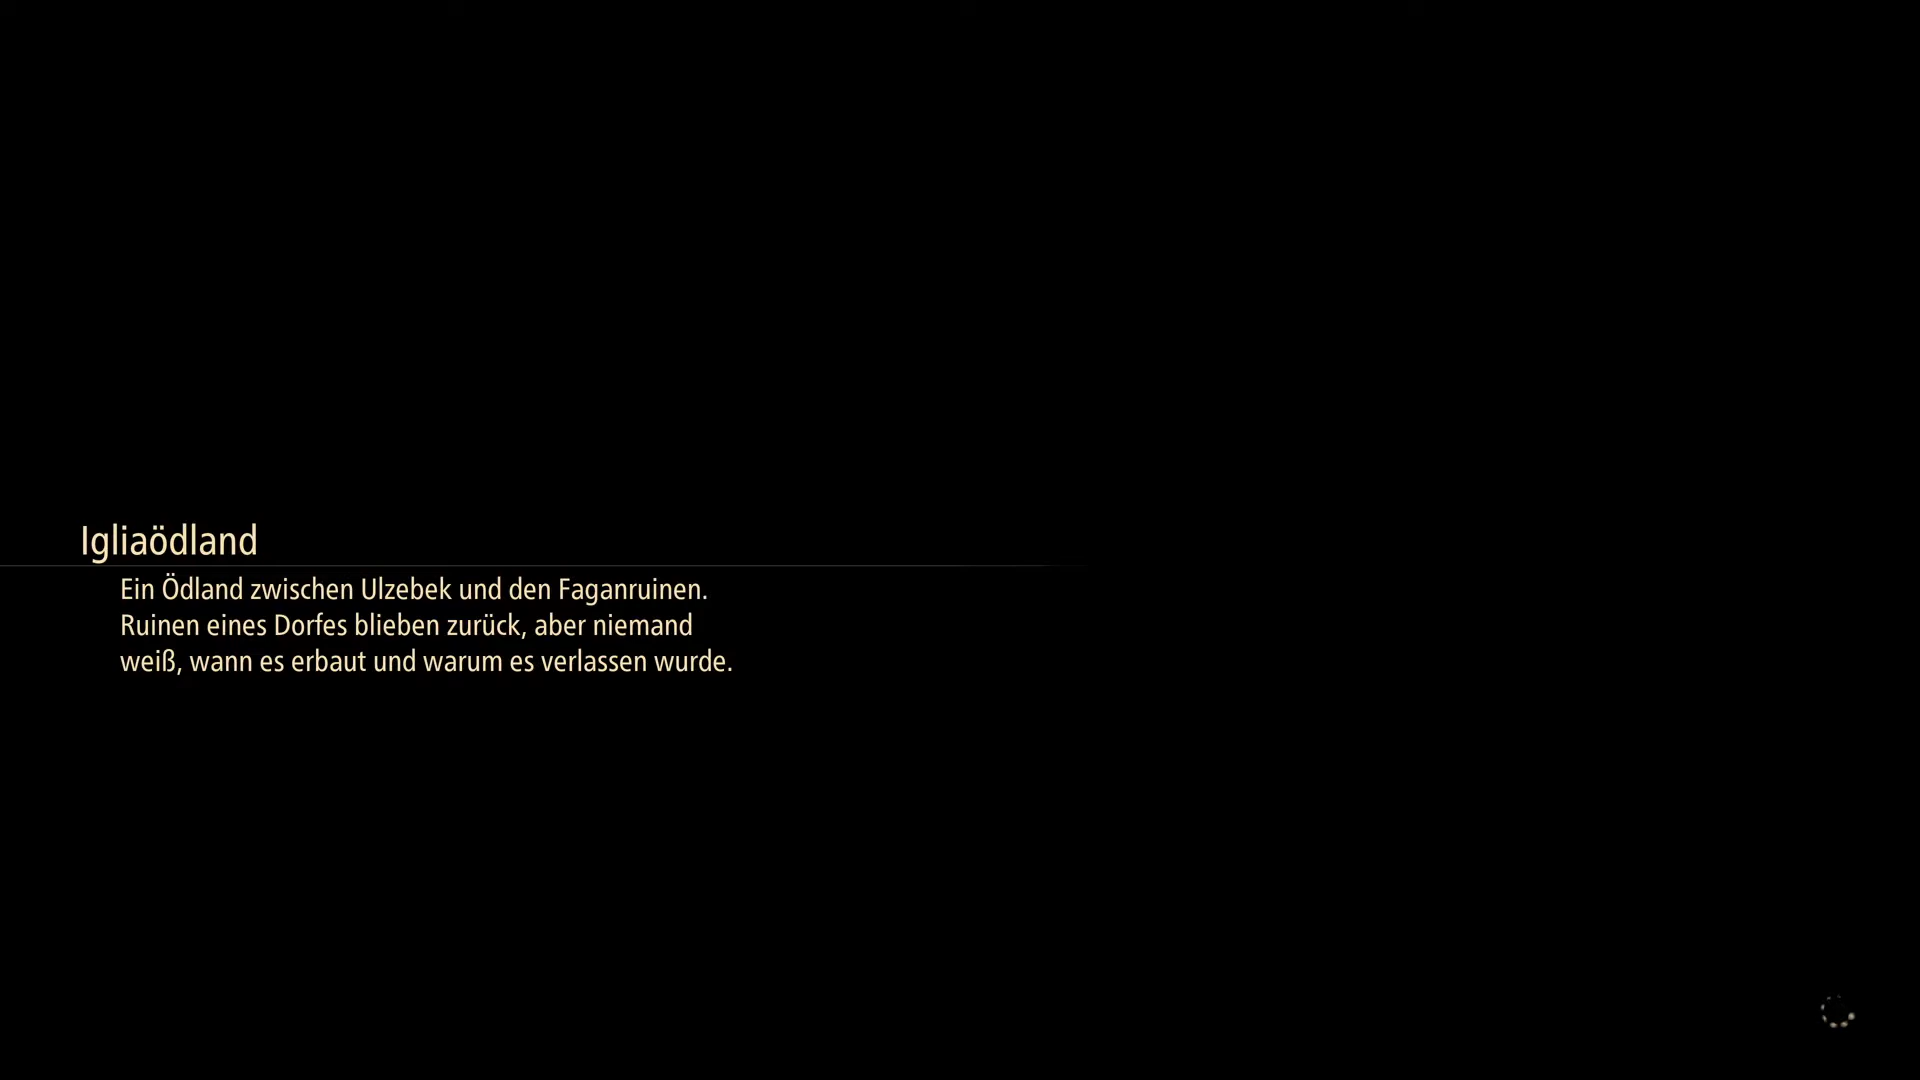 Igliaödland
Ein Ödland zwischen Ulzebek und den Faganruinen.
Ruinen eines Dorfes blieben zurück, aber niemand
weiß, wann es erbaut und warum es verlassen wurde.